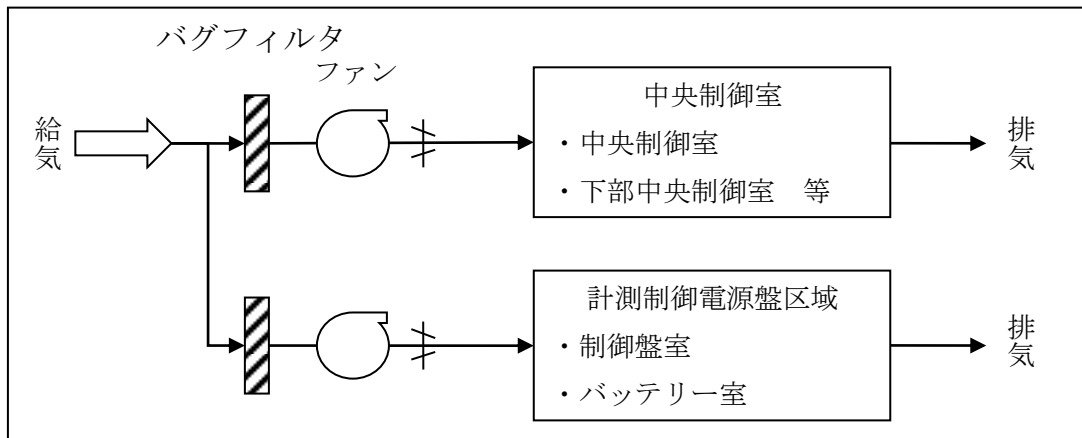 バグフィルタ
ファン
給気
中央制御室
・中央制御室
・下部中央制御室　等
排気
計測制御電源盤区域
・制御盤室
・バッテリー室
排気